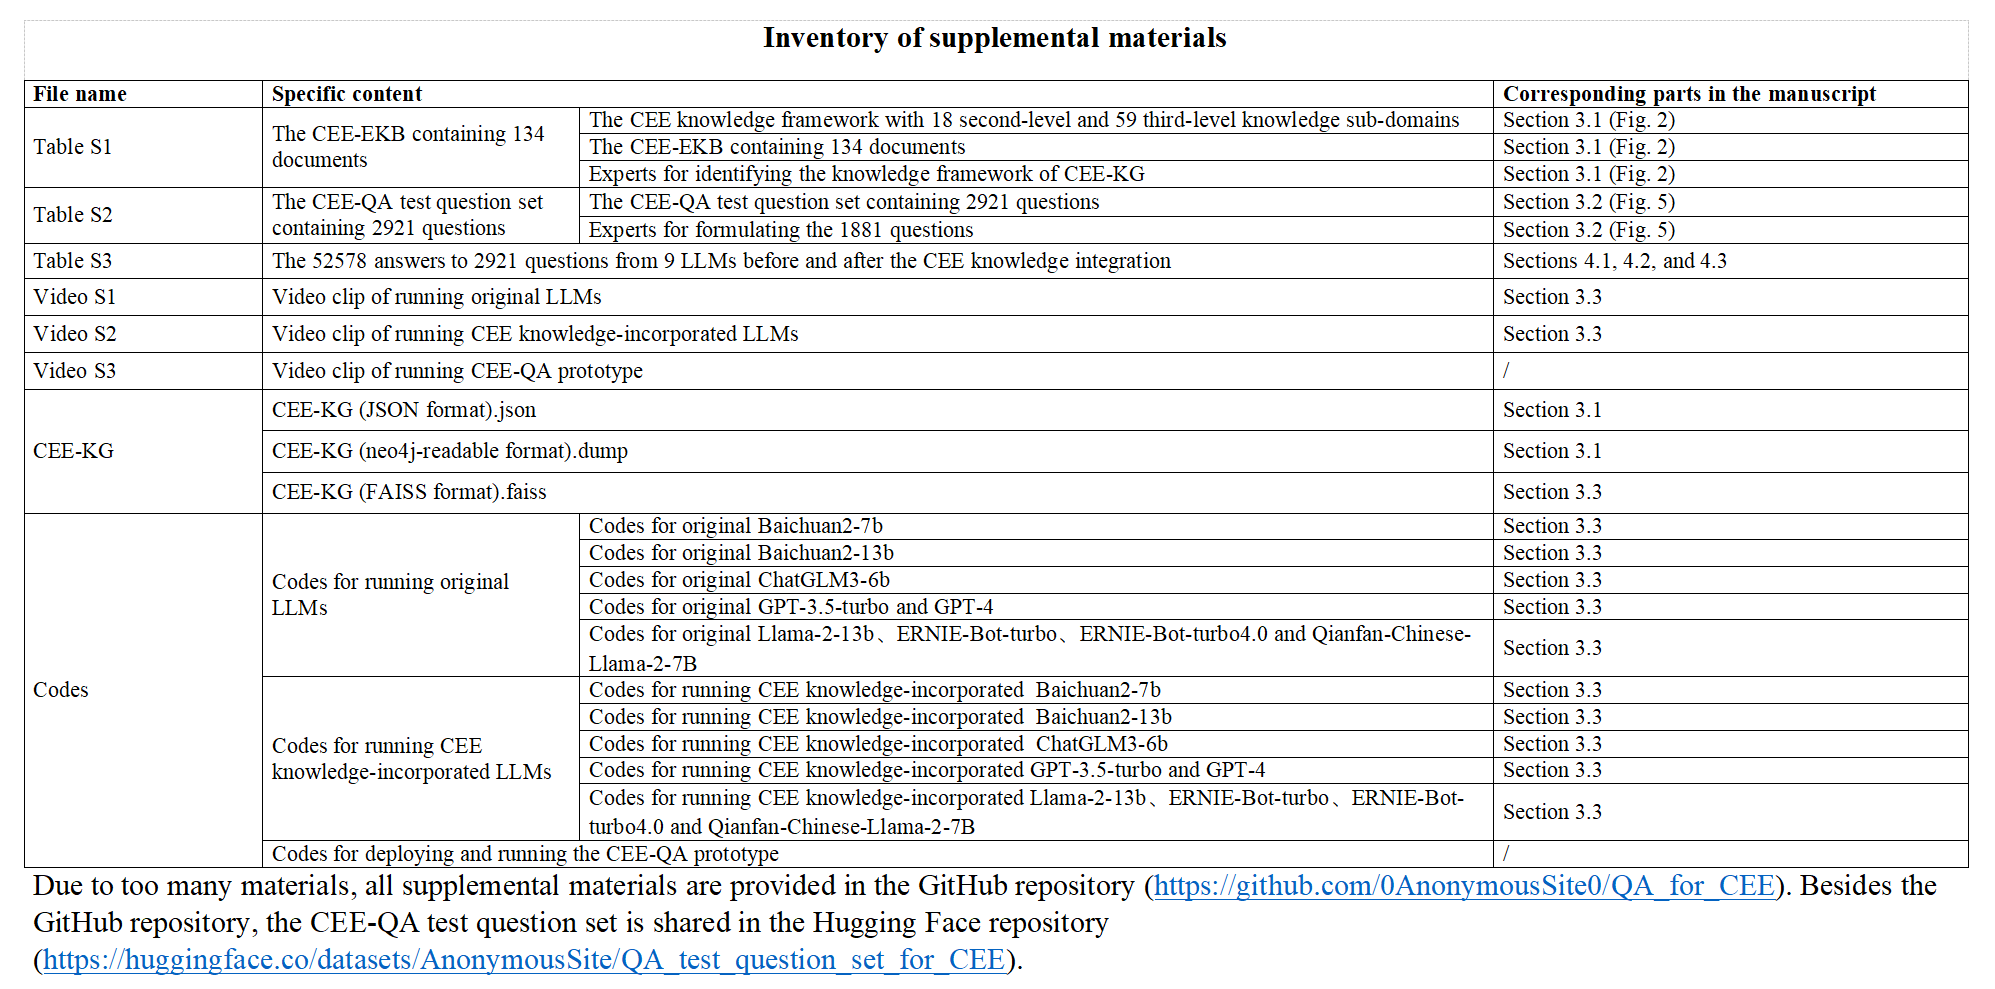 Inventory of supplemental materials
File name
Specific content
Corresponding parts in the manuscript
Table S1
The CEE-EKB containing 134
documents
The CEE knowledge framework with 18 second-level and 59 third-level knowledge sub-domains
Section 3.1 (Fig. 2)
The CEE-EKB containing 134 documents
Section 3.1 (Fig. 2)
Experts for identifying the knowledge framework of CEE-KG
Section 3.1 (Fig. 2)
Table S2
The CEE-QA test question set
containing 2921 questions
The CEE-QA test question set containing 2921 questions
Section 3.2 (Fig. 5)
Experts for formulating the 1881 questions
Section 3.2 (Fig. 5)
Table S3
The 52578 answers to 2921 questions from 9 LLMs before and after the CEE knowledge integration
Sections 4.1, 4.2, and 4.3
Video S1
Video clip of running original LLMs
Section 3.3
Video S2
Video clip of running CEE knowledge-incorporated LLMs
Section 3.3
Video S3
Video clip of running CEE-QA prototype
/
CEE-KG
CEE-KG (JSON format).json
Section 3.1
CEE-KG (neo4j-readable format).dump
Section 3.1
CEE-KG (FAISS format).faiss
Section 3.3
Codes
Codes for running original
LLMs
Codes for original Baichuan2-7b
Section 3.3
Codes for original Baichuan2-13b
Section 3.3
Codes for original ChatGLM3-6b
Section 3.3
Codes for original GPT-3.5-turbo and GPT-4
Section 3.3
Codes for original Llama-2-13b、ERNIE-Bot-turbo、ERNIE-Bot-turbo4.0 and Qianfan-Chinese-
Llama-2-7B
Section 3.3
Codes for running CEE
knowledge-incorporated LLMs
Codes for running CEE knowledge-incorporated  Baichuan2-7b
Section 3.3
Codes for running CEE knowledge-incorporated  Baichuan2-13b
Section 3.3
Codes for running CEE knowledge-incorporated  ChatGLM3-6b
Section 3.3
Codes for running CEE knowledge-incorporated GPT-3.5-turbo and GPT-4
Section 3.3
Codes for running CEE knowledge-incorporated Llama-2-13b、ERNIE-Bot-turbo、ERNIE-Bot-
turbo4.0 and Qianfan-Chinese-Llama-2-7B
Section 3.3
Codes for deploying and running the CEE-QA prototype
/
Due to too many materials, all supplemental materials are provided in the GitHub repository (https://github.com/0AnonymousSite0/QA_for_CEE). Besides the
GitHub repository, the CEE-QA test question set is shared in the Hugging Face repository
(https://huggingface.co/datasets/AnonymousSite/QA_test_question_set_for_CEE).